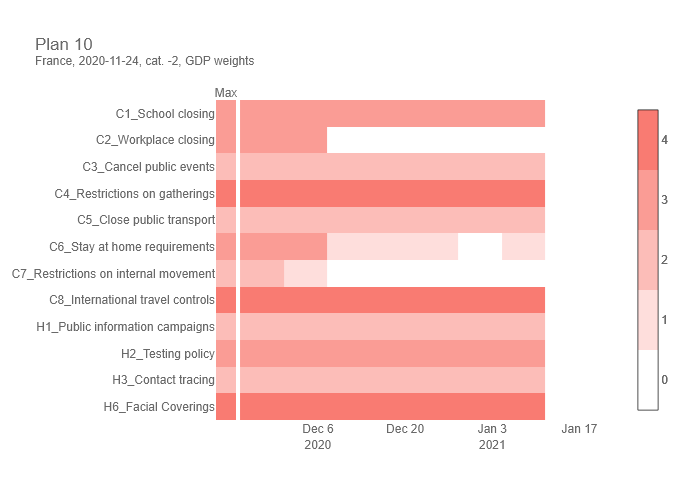 Plan 10
France, 2020-11-24, cat. -2, GDP weights
Max
C1_School closing
C2_Workplace closing
C3_Cancel public events
C4_Restrictions on gatherings
C5_Close public transport
C6_Stay at home requirements
C7_Restrictions on internal movement
C8_International travel controls
H1_Public information campaigns
H2_Testing policy
H3_Contact tracing
H6_Facial Coverings
Dec 6 Dec 20 Jan 3 Jan 17
2020 2021
4
3
2
1
0